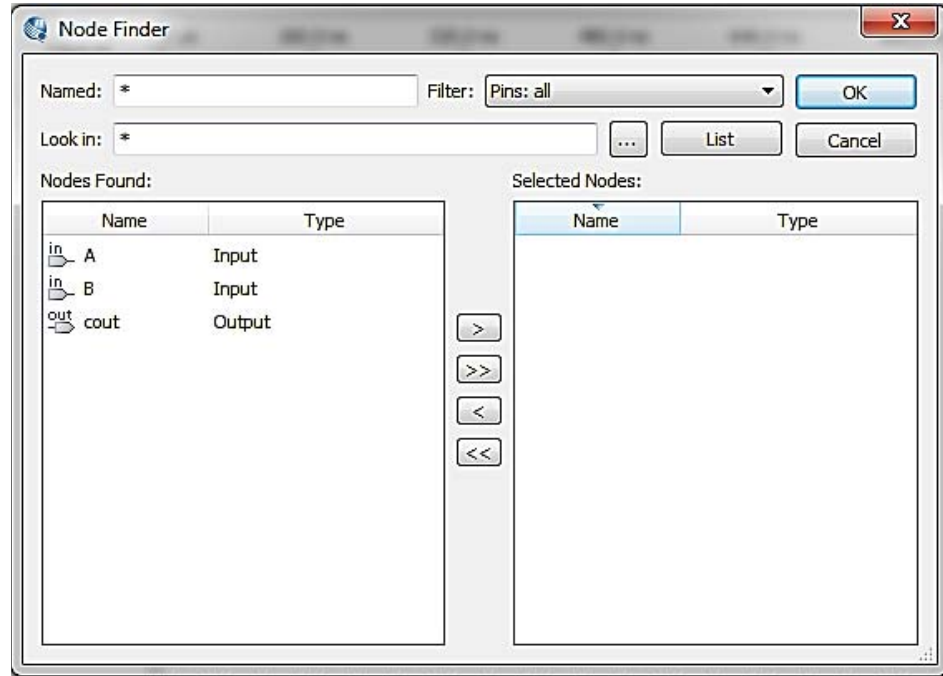 Node Finder
Named: * Filter: Pins: all OK
Look in: * ... List Cancel
Nodes Found: Selected Nodes:
Name Type Name Type
in A Input
in B Input
out cout Output
>
>>
<
<<